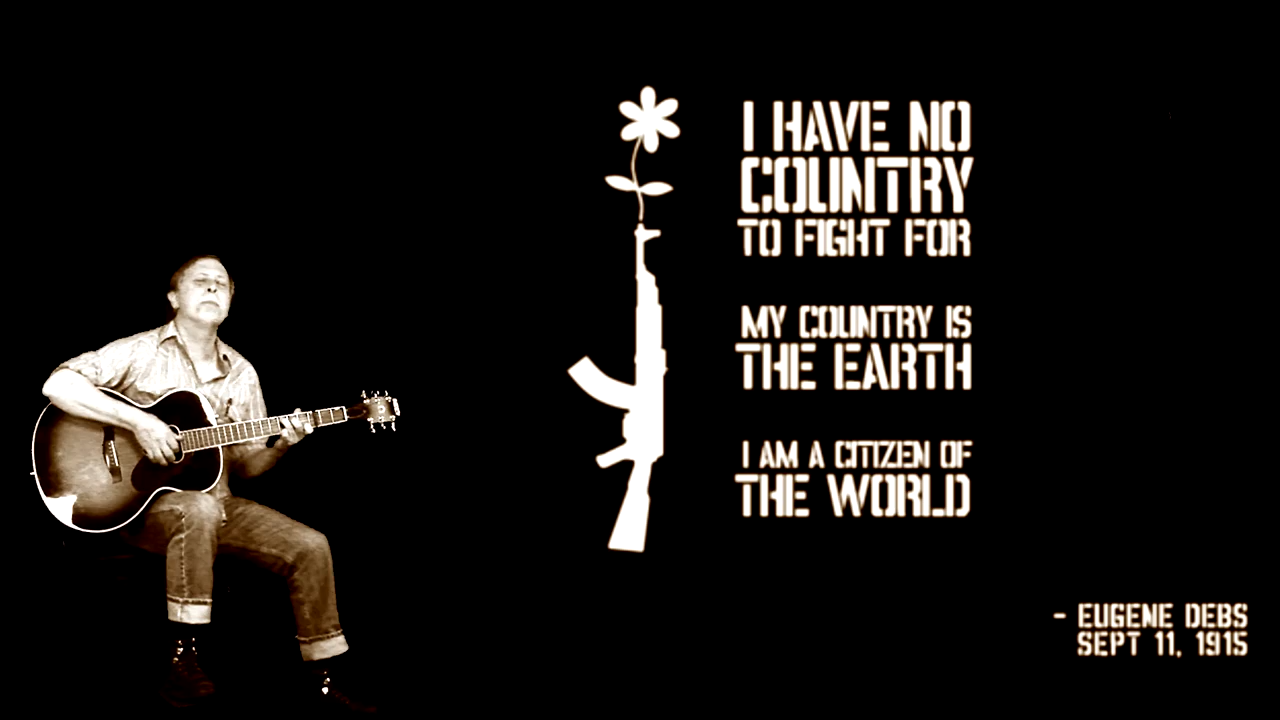 I HAVE NO
COUNTRY
TO FIGHT FOR
MY COUNTRY IS
THE EARTH
I AM A CITIZEN OF
THE WORLD
- EUGENE DEBS
SEPT 11, 1915